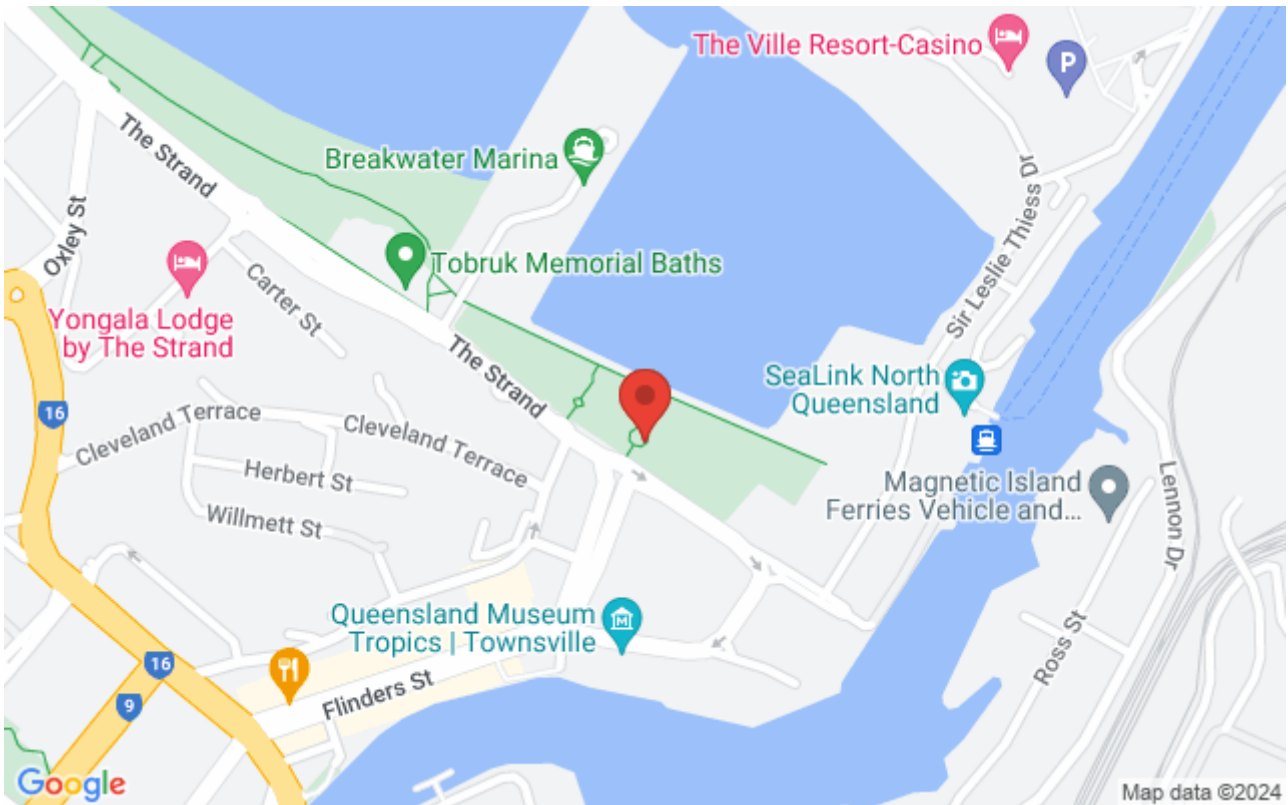 The Ville Resort-Casino
P
The Strand
Breakwater Marina
Oxley St
Tobruk Memorial Baths
Sir Leslie Thiess Dr
Carter St
Yongala Lodge
by The Strand
The Strand
SeaLink North
Queensland
16
Cleveland Terrace
Cleveland Terrace
Herbert St
Magnetic Island
Ferries Vehicle and...
Lennon Dr
Willmett St
Queensland Museum
Tropics | Townsville
M
16
Ross St
Flinders St
9
Google
Map data ©2024